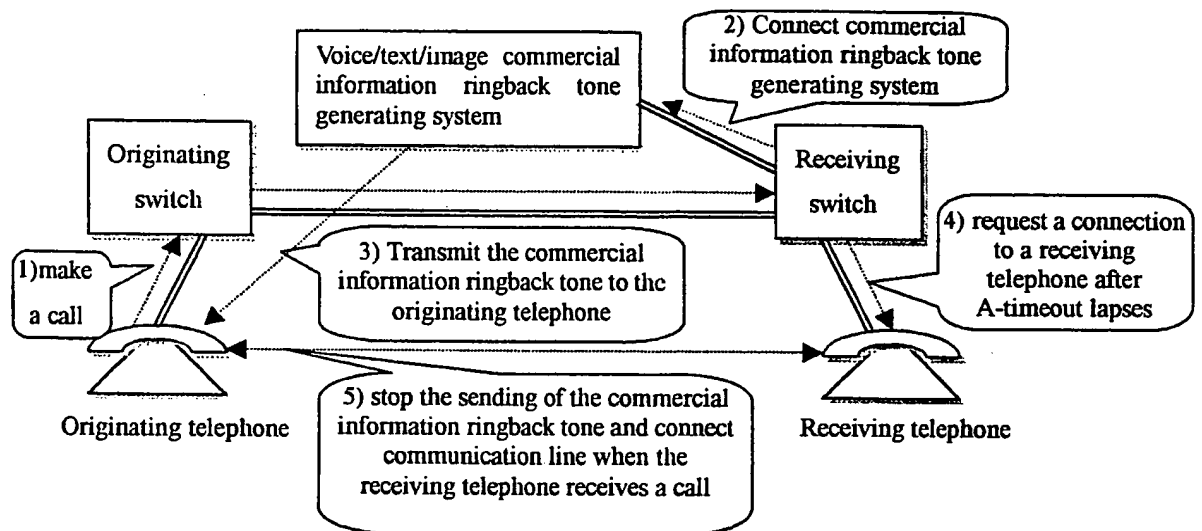 Voice/text/image commercial
information ringback tone
generating system
2) Connect commercial
information ringback tone
generating system
Originating
switch
Receiving
switch
1)make
a call
3) Transmit the commercial
information ringback tone to the
originating telephone
4) request a connection
to a receiving
telephone after
A-timeout lapses
5) stop the sending of the commercial
information ringback tone and connect
communication line when the
receiving telephone receives a call
Originating telephone
Receiving telephone